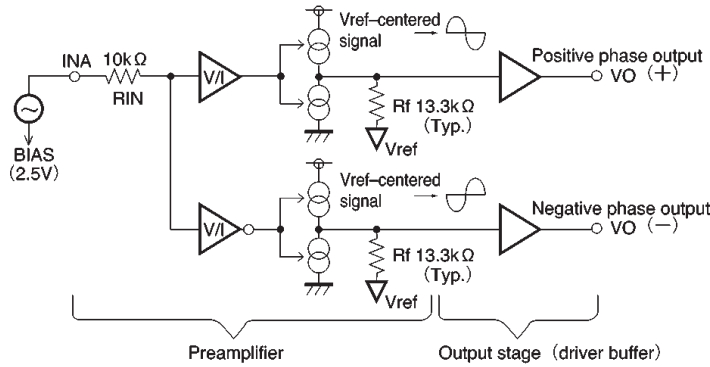 Vref–centered
signal
INA
10kΩ
RIN
V/I
BIAS
(2.5V)
Rf 13.3kΩ
(Typ.)
Vref
Positive phase output
VO (+)
Vref–centered
signal
V/I
Rf 13.3kΩ
(Typ.)
Vref
Negative phase output
VO (−)
Preamplifier
Output stage (driver buffer)